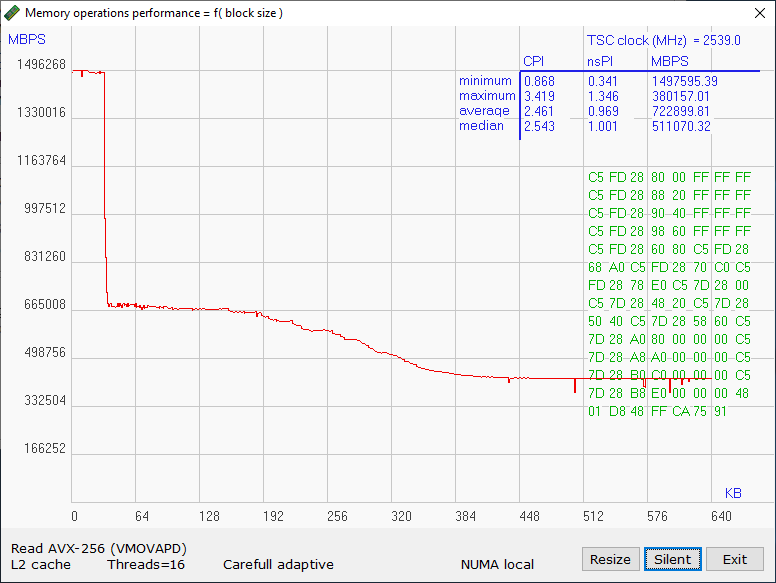 Memory operations performance = f( block size )
MBPS
TSC clock (MHz) = 2539.0
CPI nsPI MBPS
minimum 0.868 0.341 1497595.39
maximum 3.419 1.346 380157.01
average 2.461 0.969 722899.81
median 2.543 1.001 511070.32
1496268
1330016
1163764
997512
831260
665008
498756
332504
166252
C5 FD 28 80 00 FF FF FF
C5 FD 28 88 20 FF FF FF
C5 FD 28 90 40 FF FF FF
C5 FD 28 98 60 FF FF FF
C5 FD 28 60 80 C5 FD 28
68 A0 C5 FD 28 70 C0 C5
FD 28 78 E0 C5 7D 28 00
C5 7D 28 48 20 C5 7D 28
50 40 C5 7D 28 58 60 C5
7D 28 A0 80 00 00 00 C5
7D 28 A8 A0 00 00 00 C5
7D 28 B0 C0 00 00 00 C5
7D 28 B8 E0 00 00 00 48
01 D8 48 FF CA 75 91
KB
0 64 128 192 256 320 384 448 512 576 640
Read AVX-256 (VMOVAPD)
L2 cache Threads=16 Carefull adaptive NUMA local
Resize Silent Exit